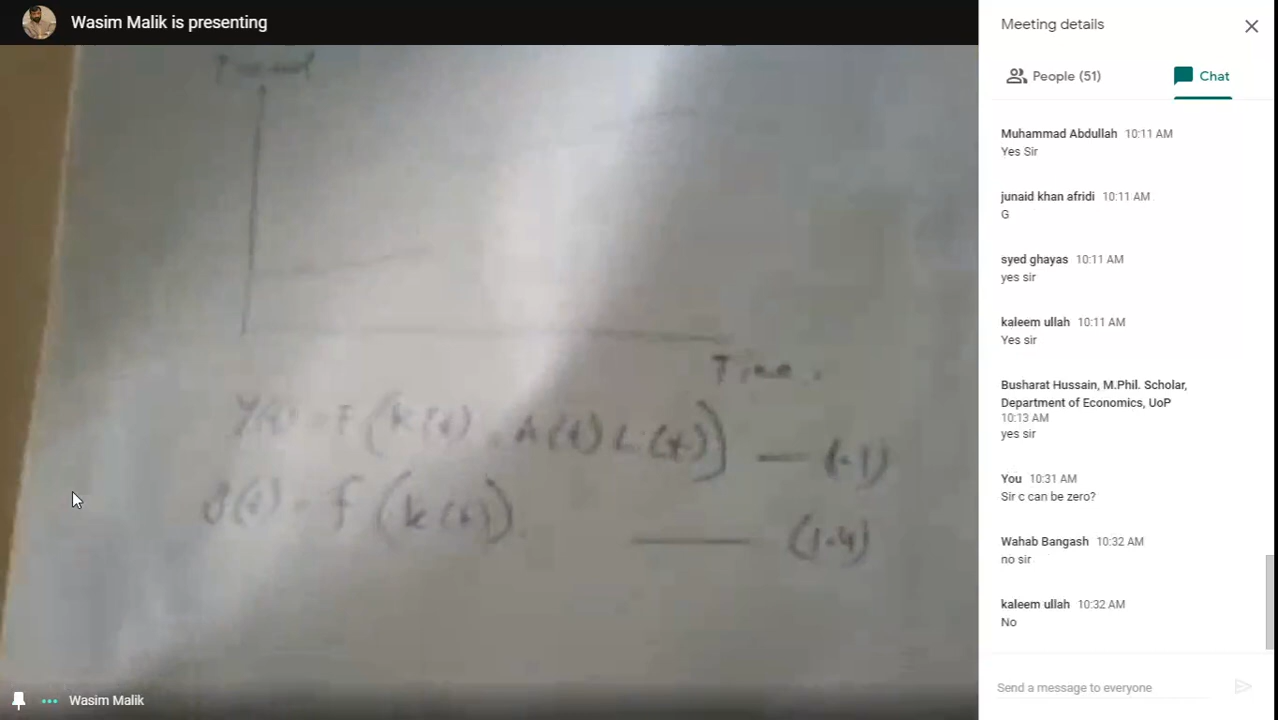 Wasim Malik is presenting
Time.
Y(t) = F(K(t), A(t)L(t)) — (1.1)
y(t) = f(k(t)). — (1.4)
Wasim Malik
Meeting details
People (51)
Chat
Muhammad Abdullah 10:11 AM
Yes Sir
junaid khan afridi 10:11 AM
G
syed ghayas 10:11 AM
yes sir
kaleem ullah 10:11 AM
Yes sir
Busharat Hussain, M.Phil. Scholar,
Department of Economics, UoP
10:13 AM
yes sir
You 10:31 AM
Sir c can be zero?
Wahab Bangash 10:32 AM
no sir
kaleem ullah 10:32 AM
No
Send a message to everyone